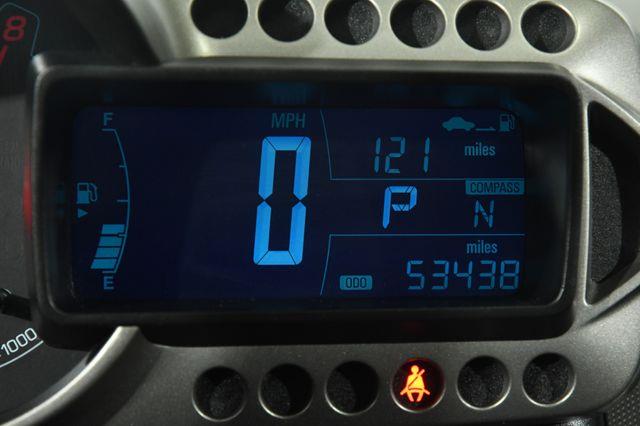 8
F
MPH
0
121 miles
P
COMPASS
N
miles
ODO 53438
E
1000